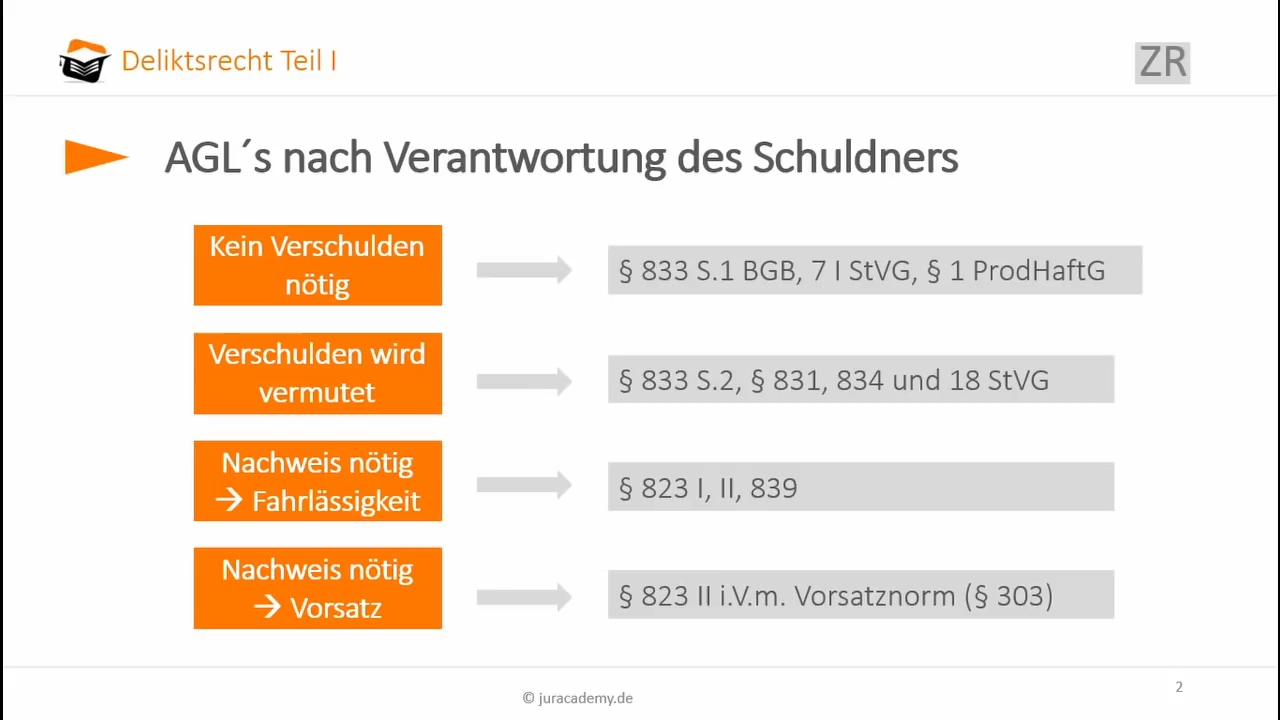 Deliktsrecht Teil I
ZR
AGL´s nach Verantwortung des Schuldners
Kein Verschulden
nötig
§ 833 S.1 BGB, 7 I StVG, § 1 ProdHaftG
Verschulden wird
vermutet
§ 833 S.2, § 831, 834 und 18 StVG
Nachweis nötig
→ Fahrlässigkeit
§ 823 I, II, 839
Nachweis nötig
→ Vorsatz
§ 823 II i.V.m. Vorsatznorm (§ 303)
© juracademy.de
2